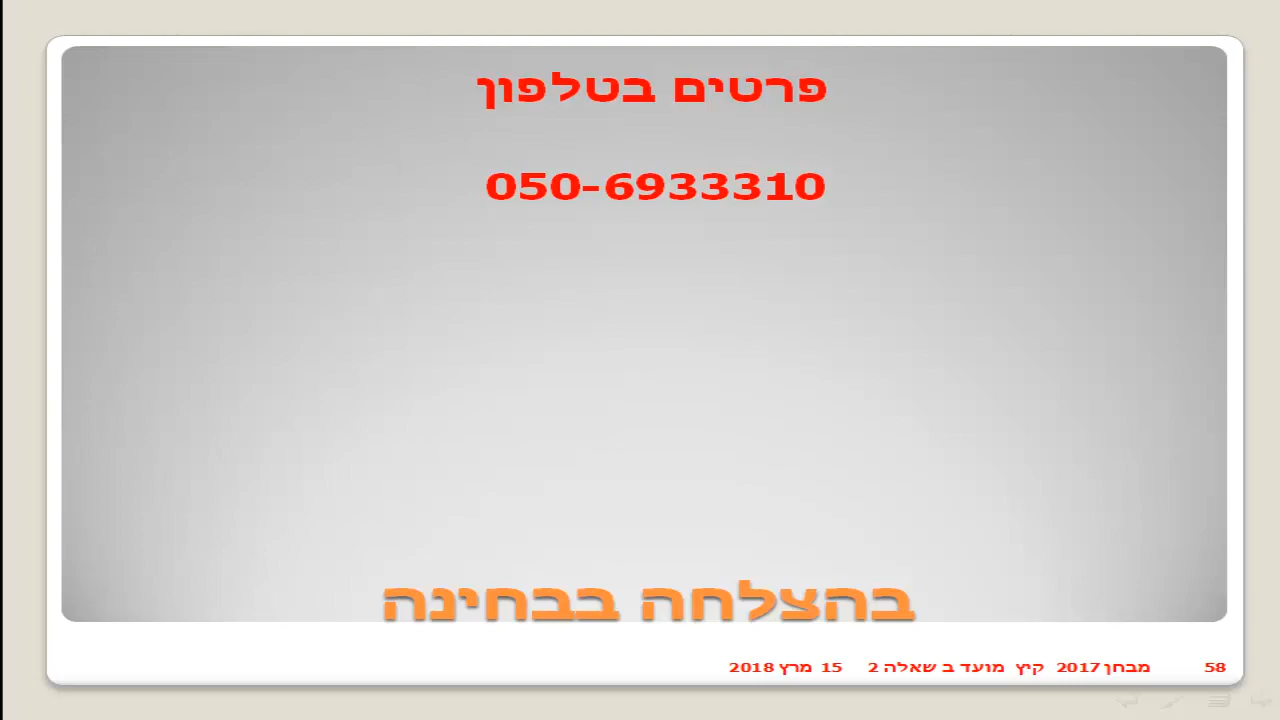 פרטים בטלפון
050-6933310
בהצלחה בבחינה
58 מבחן 2017 קיץ מועד ב שאלה 2 15 מרץ 2018